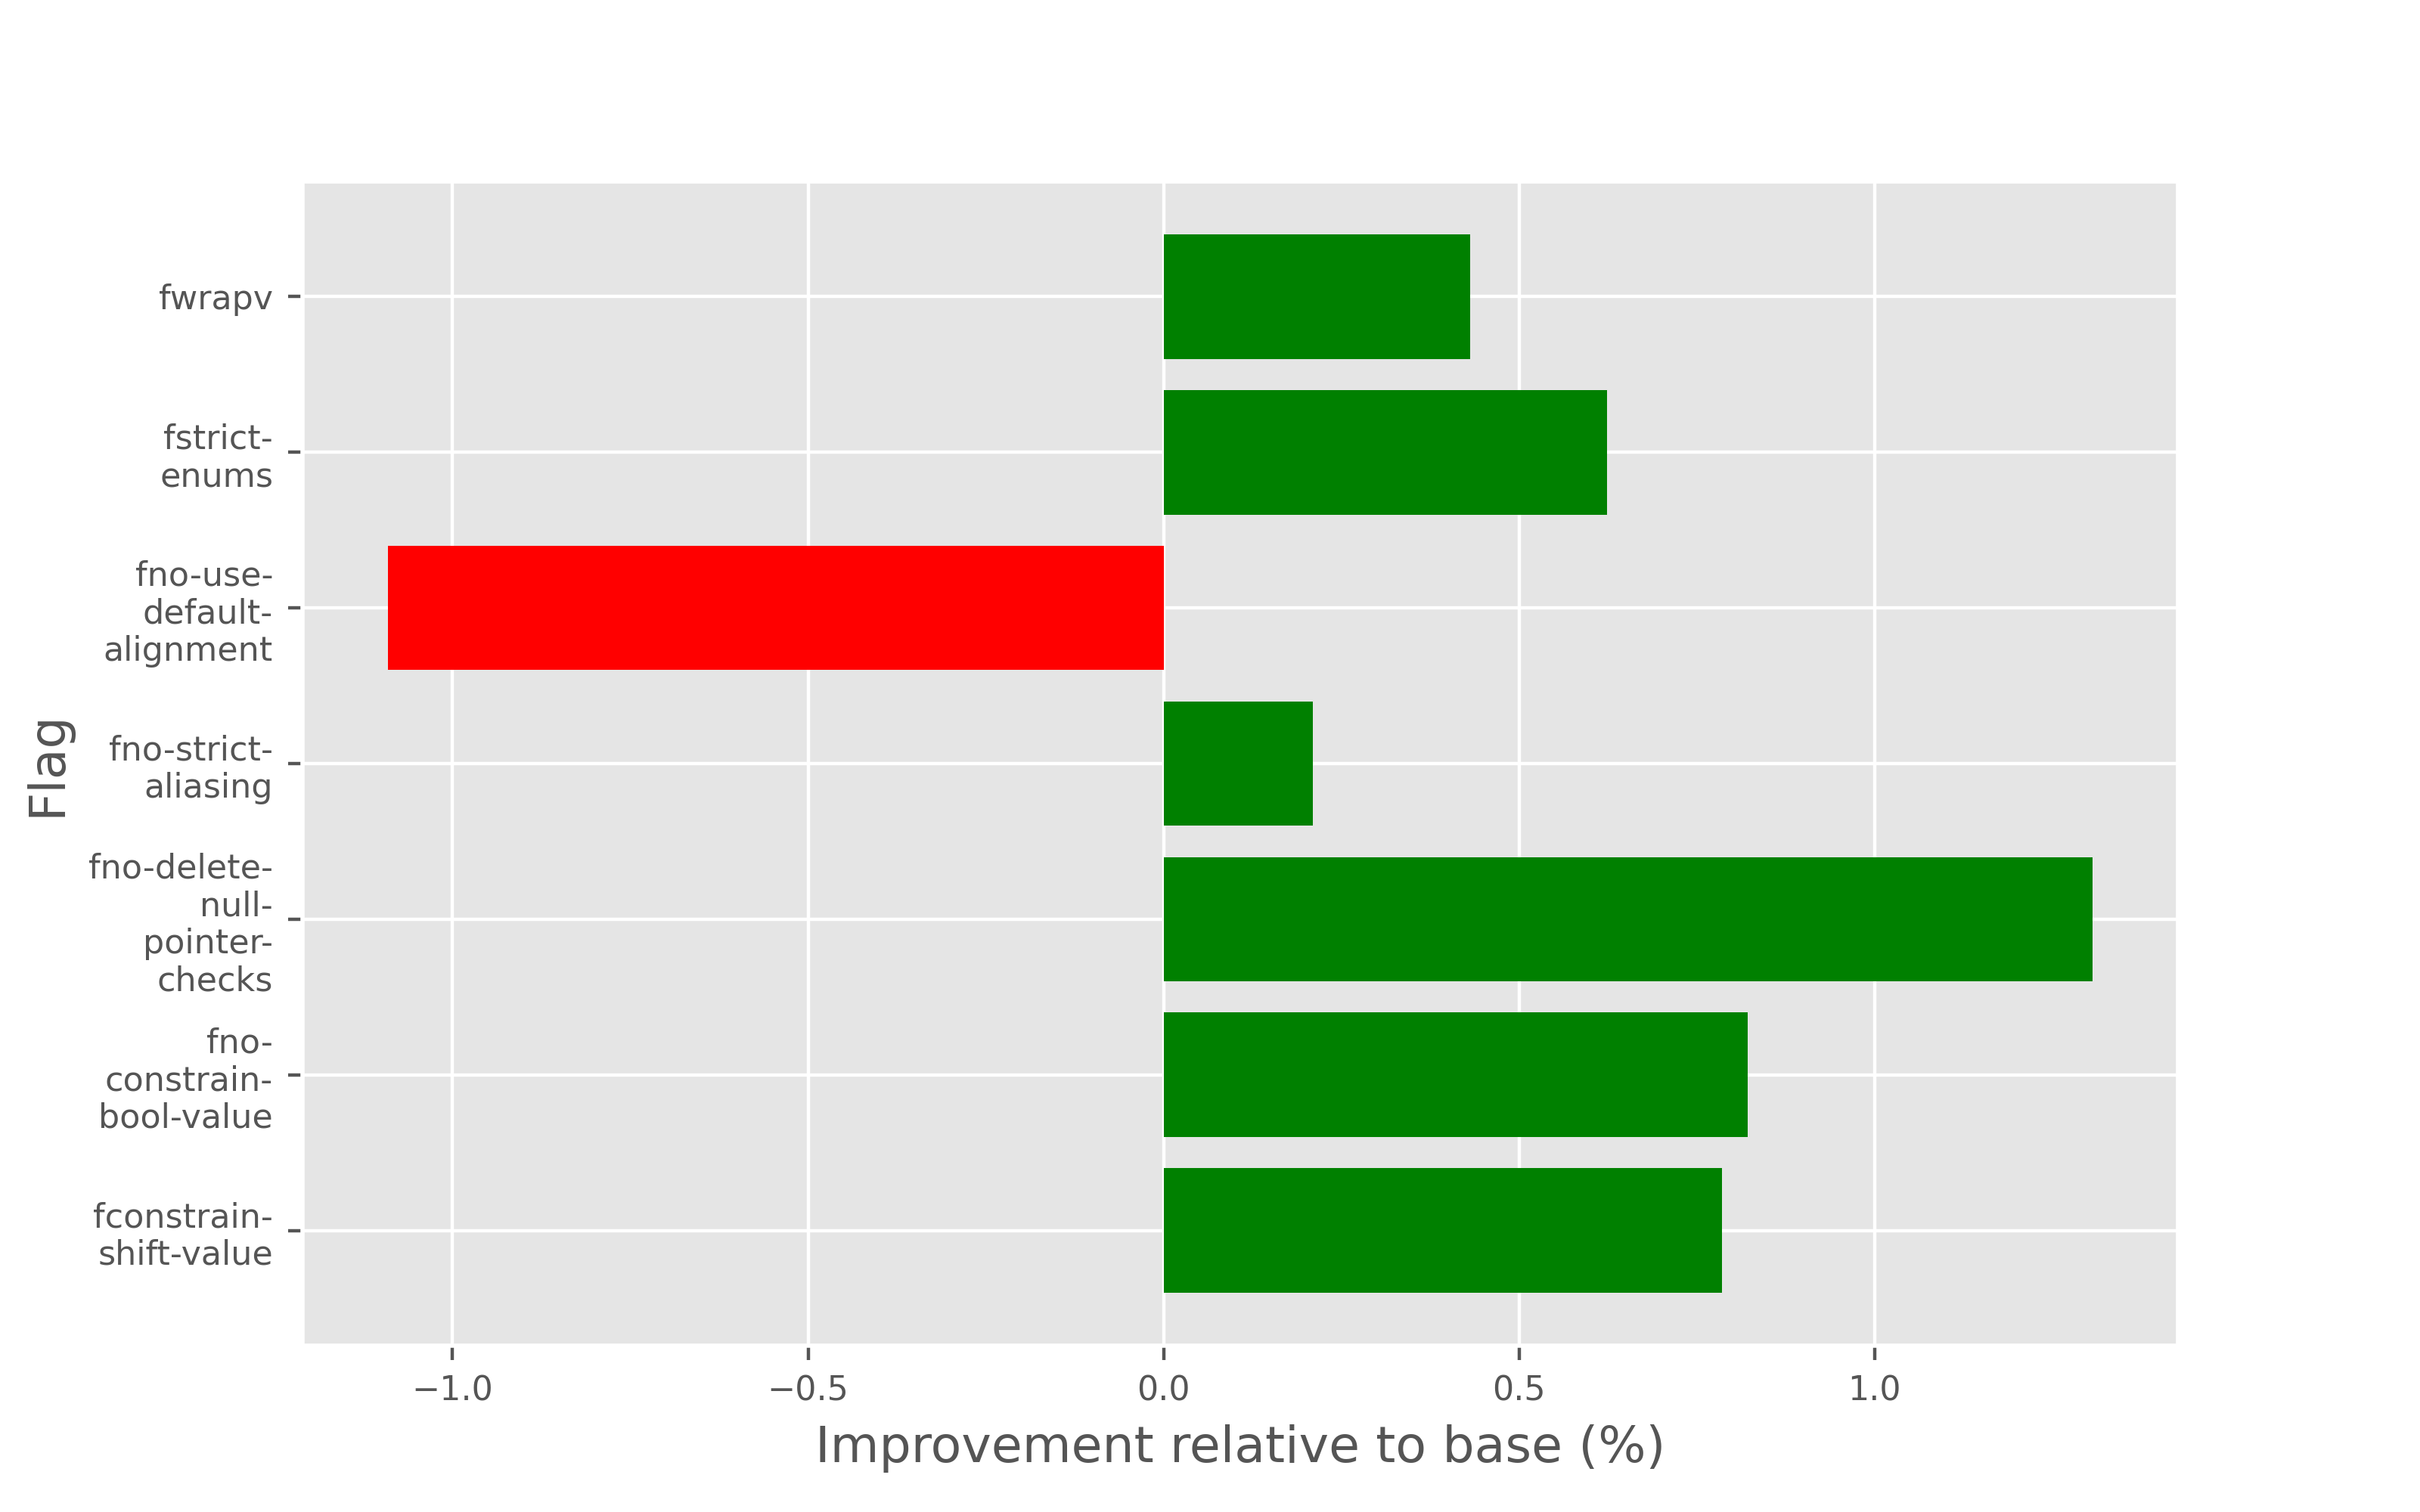 fwrapv
fstrict-
enums
fno-use-
default-
alignment
fno-strict-
aliasing
fno-delete-
null-
pointer-
checks
fno-
constrain-
bool-value
fconstrain-
shift-value
Flag
−1.0 −0.5 0.0 0.5 1.0
Improvement relative to base (%)